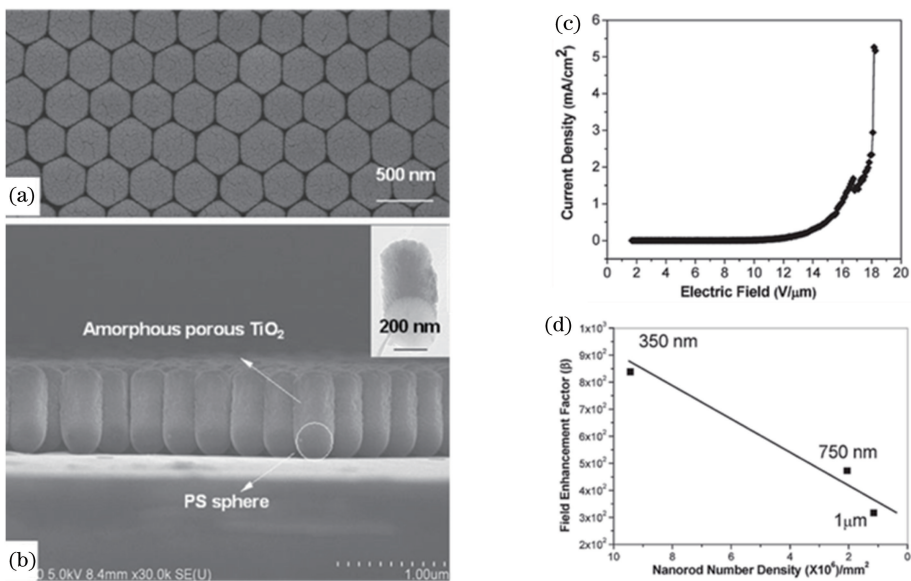 (a)
500 nm
(b)
Amorphous porous TiO₂
200 nm
PS sphere
0 5.0kV 8.4mm x30.0k SE(U)
1.00um
(c)
Current Density (mA/cm²)
6
5
4
3
2
1
0
0 2 4 6 8 10 12 14 16 18 20
Electric Field (V/μm)
(d)
Field Enhancement Factor (β)
1x10³
9x10²
8x10²
7x10²
6x10²
5x10²
4x10²
3x10²
2x10²
350 nm
750 nm
1μm
10 8 6 4 2 0
Nanorod Number Density (X10⁶)/mm²